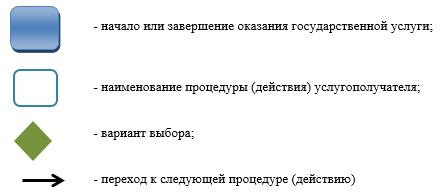 - начало или завершение оказания государственной услуги;
- наименование процедуры (действия) услугополучателя;
- вариант выбора;
- переход к следующей процедуре (действию)